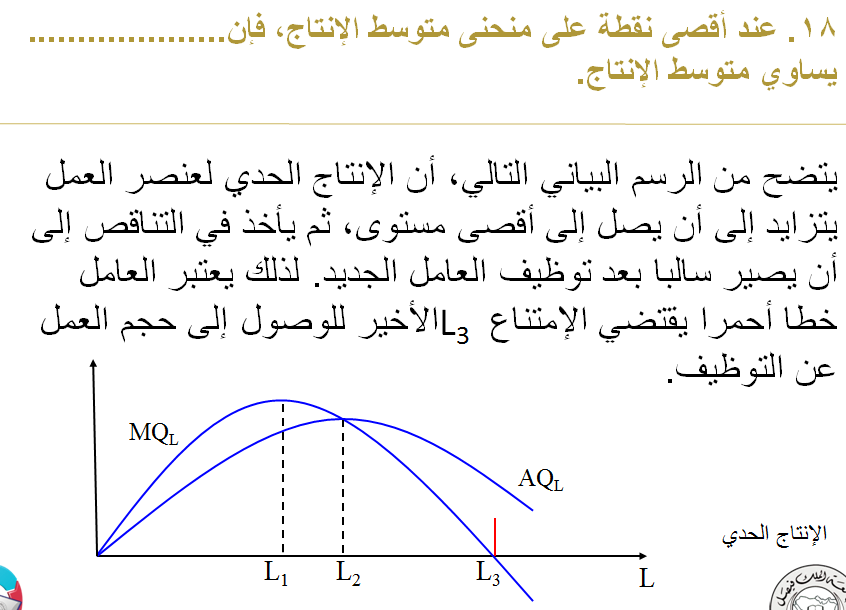 ١٨. عند أقصى نقطة على منحنى متوسط الإنتاج، فإن....................
يساوي متوسط الإنتاج.
يتضح من الرسم البياني التالي، أن الإنتاج الحدي لعنصر العمل
يتزايد إلى أن يصل إلى أقصى مستوى، ثم يأخذ في التناقص إلى
أن يصير سالبا بعد توظيف العامل الجديد. لذلك يعتبر العامل
خطا أحمرا يقتضي الإمتناع L3الأخير للوصول إلى حجم العمل
عن التوظيف.
MQL
AQL
الإنتاج الحدي
L1 L2 L3 L